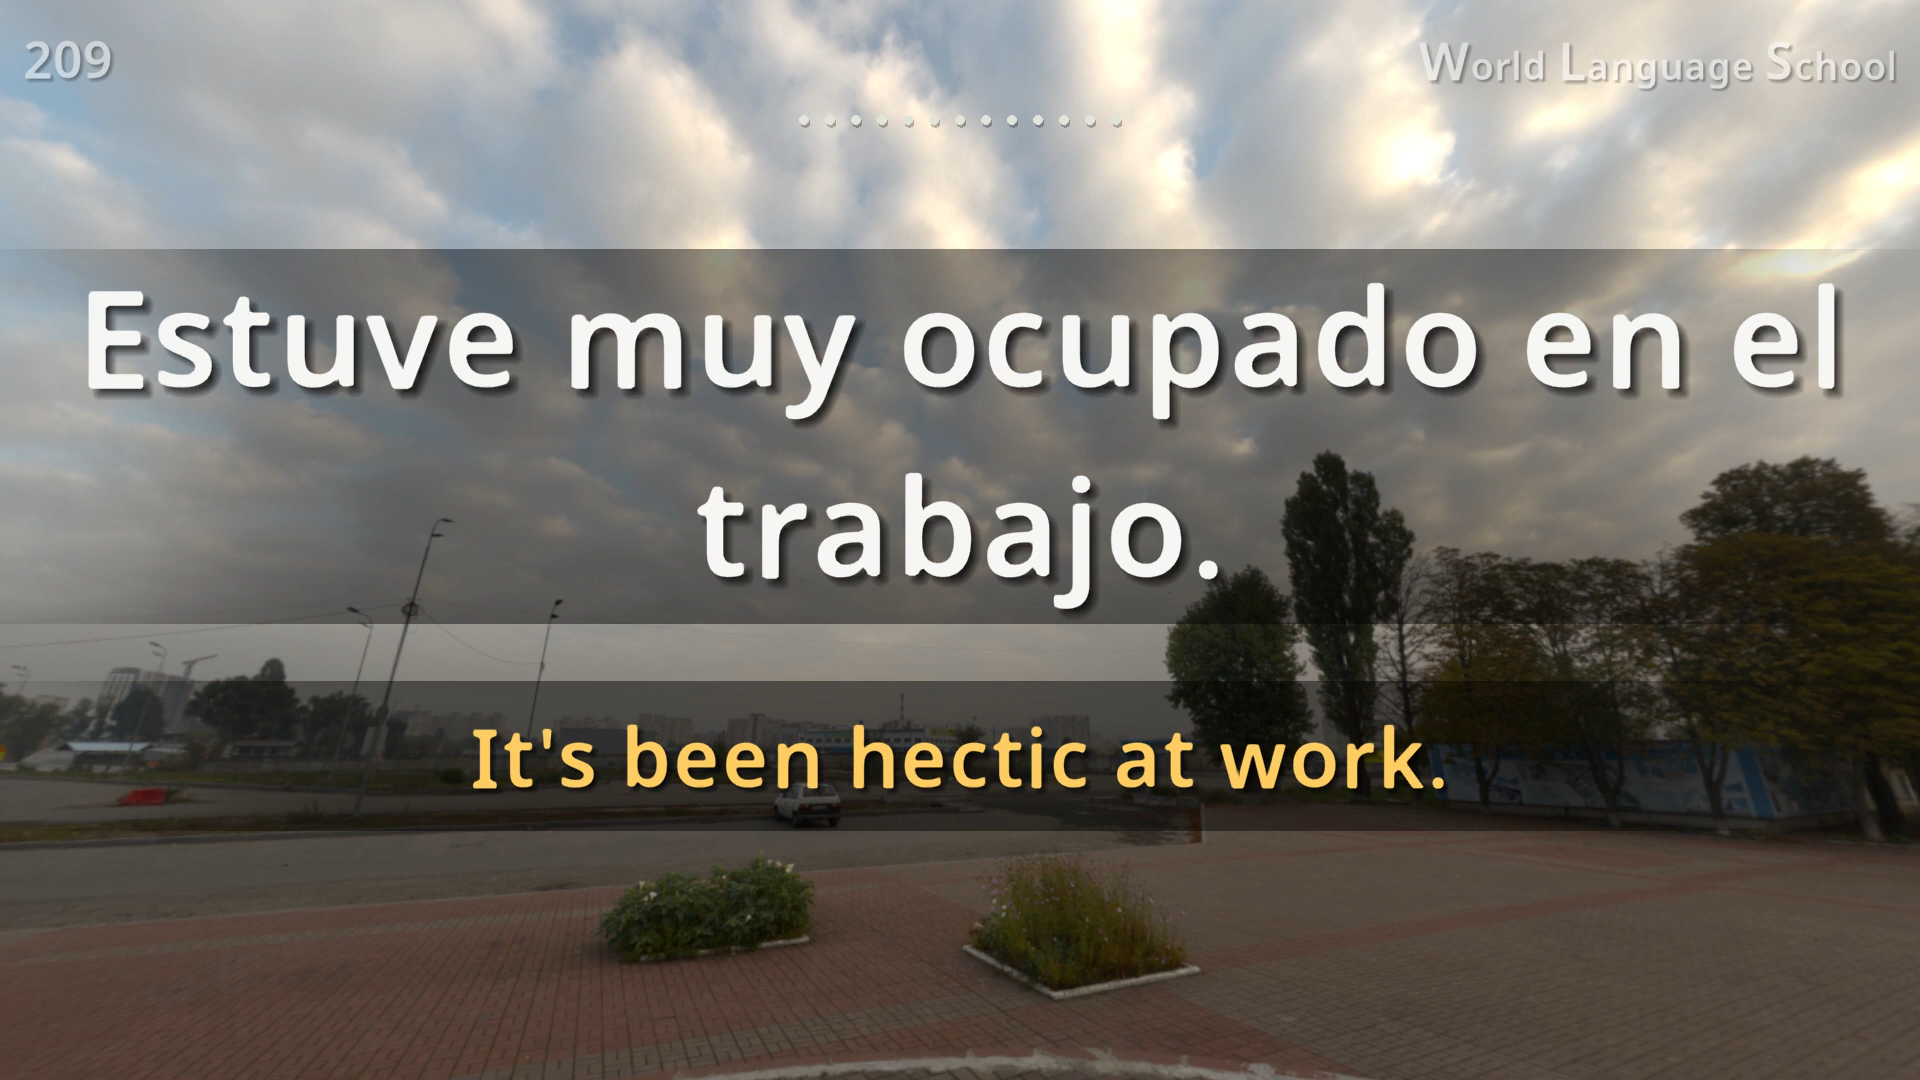 209
World Language School
Estuve muy ocupado en el
trabajo.
It's been hectic at work.